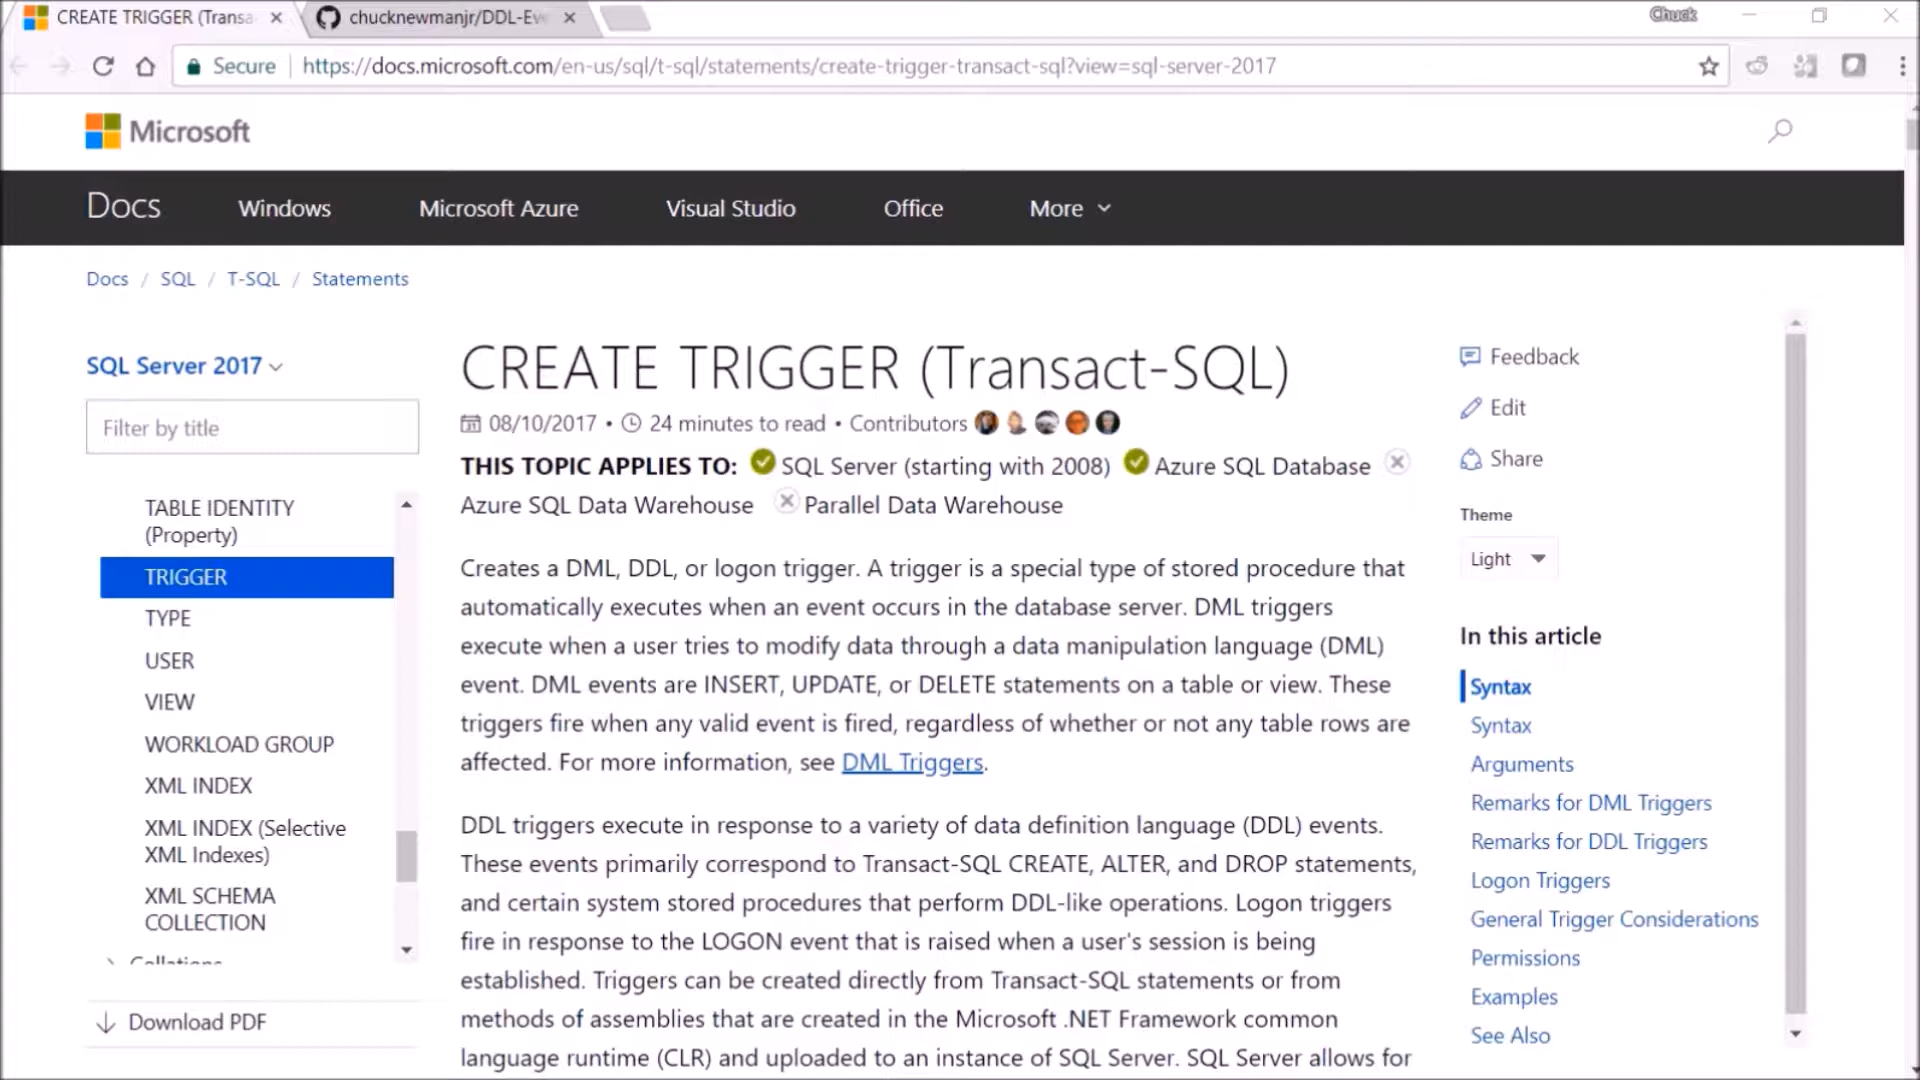 CREATE TRIGGER (Transa
chucknewmanjr/DDL-Eve
Chuck
Secure
https://docs.microsoft.com/en-us/sql/t-sql/statements/create-trigger-transact-sql?view=sql-server-2017
Microsoft
Docs
Windows
Microsoft Azure
Visual Studio
Office
More
Docs / SQL / T-SQL / Statements
SQL Server 2017
Filter by title
TABLE IDENTITY
(Property)
TRIGGER
TYPE
USER
VIEW
WORKLOAD GROUP
XML INDEX
XML INDEX (Selective
XML Indexes)
XML SCHEMA
COLLECTION
Collations
Download PDF
CREATE TRIGGER (Transact-SQL)
08/10/2017 • 24 minutes to read • Contributors
THIS TOPIC APPLIES TO: SQL Server (starting with 2008) Azure SQL Database
Azure SQL Data Warehouse Parallel Data Warehouse
Creates a DML, DDL, or logon trigger. A trigger is a special type of stored procedure that
automatically executes when an event occurs in the database server. DML triggers
execute when a user tries to modify data through a data manipulation language (DML)
event. DML events are INSERT, UPDATE, or DELETE statements on a table or view. These
triggers fire when any valid event is fired, regardless of whether or not any table rows are
affected. For more information, see DML Triggers.
DDL triggers execute in response to a variety of data definition language (DDL) events.
These events primarily correspond to Transact-SQL CREATE, ALTER, and DROP statements,
and certain system stored procedures that perform DDL-like operations. Logon triggers
fire in response to the LOGON event that is raised when a user's session is being
established. Triggers can be created directly from Transact-SQL statements or from
methods of assemblies that are created in the Microsoft .NET Framework common
language runtime (CLR) and uploaded to an instance of SQL Server. SQL Server allows for
Feedback
Edit
Share
Theme
Light
In this article
Syntax
Syntax
Arguments
Remarks for DML Triggers
Remarks for DDL Triggers
Logon Triggers
General Trigger Considerations
Permissions
Examples
See Also